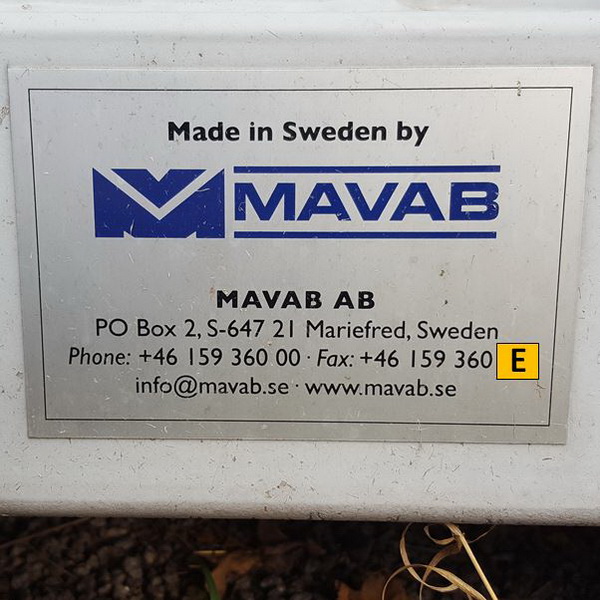 Made in Sweden by
MAVAB
MAVAB AB
PO Box 2, S-647 21 Mariefred, Sweden
Phone: +46 159 360 00 · Fax: +46 159 360 E
info@mavab.se · www.mavab.se